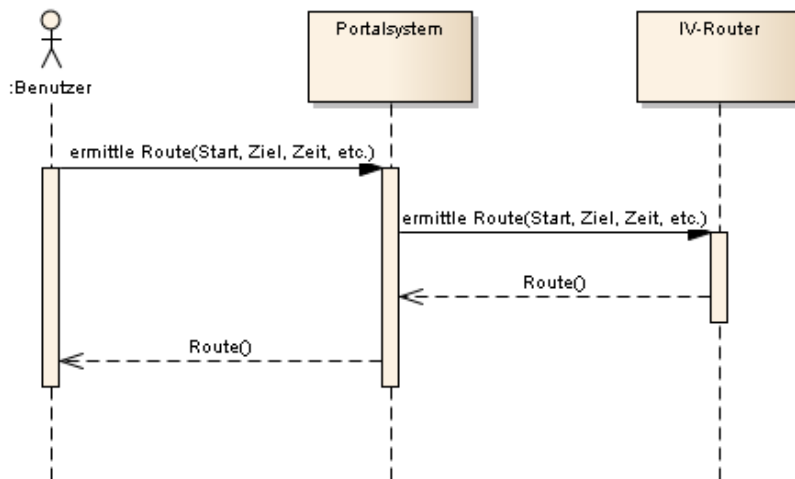 Portalsystem
IV-Router
:Benutzer
ermittle Route(Start, Ziel, Zeit, etc.)
ermittle Route(Start, Ziel, Zeit, etc.)
Route()
Route()